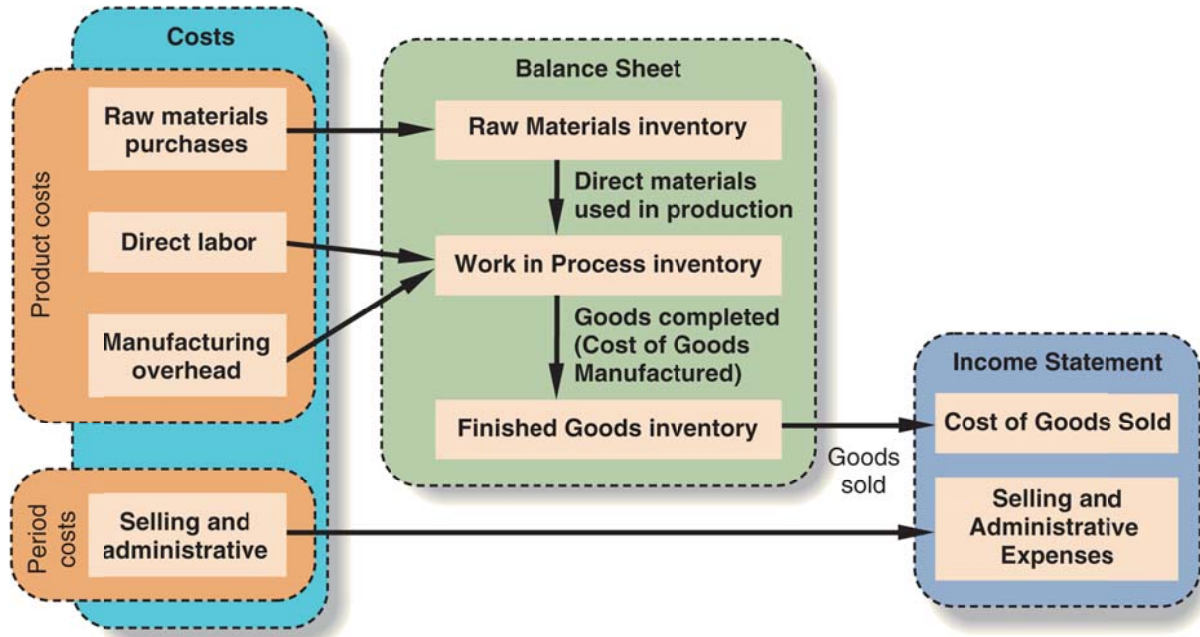 Costs
Product costs
Raw materials
purchases
Direct labor
Manufacturing
overhead
Period
costs
Selling and
administrative
Balance Sheet
Raw Materials inventory
Direct materials
used in production
Work in Process inventory
Goods completed
(Cost of Goods
Manufactured)
Finished Goods inventory
Goods
sold
Income Statement
Cost of Goods Sold
Selling and
Administrative
Expenses